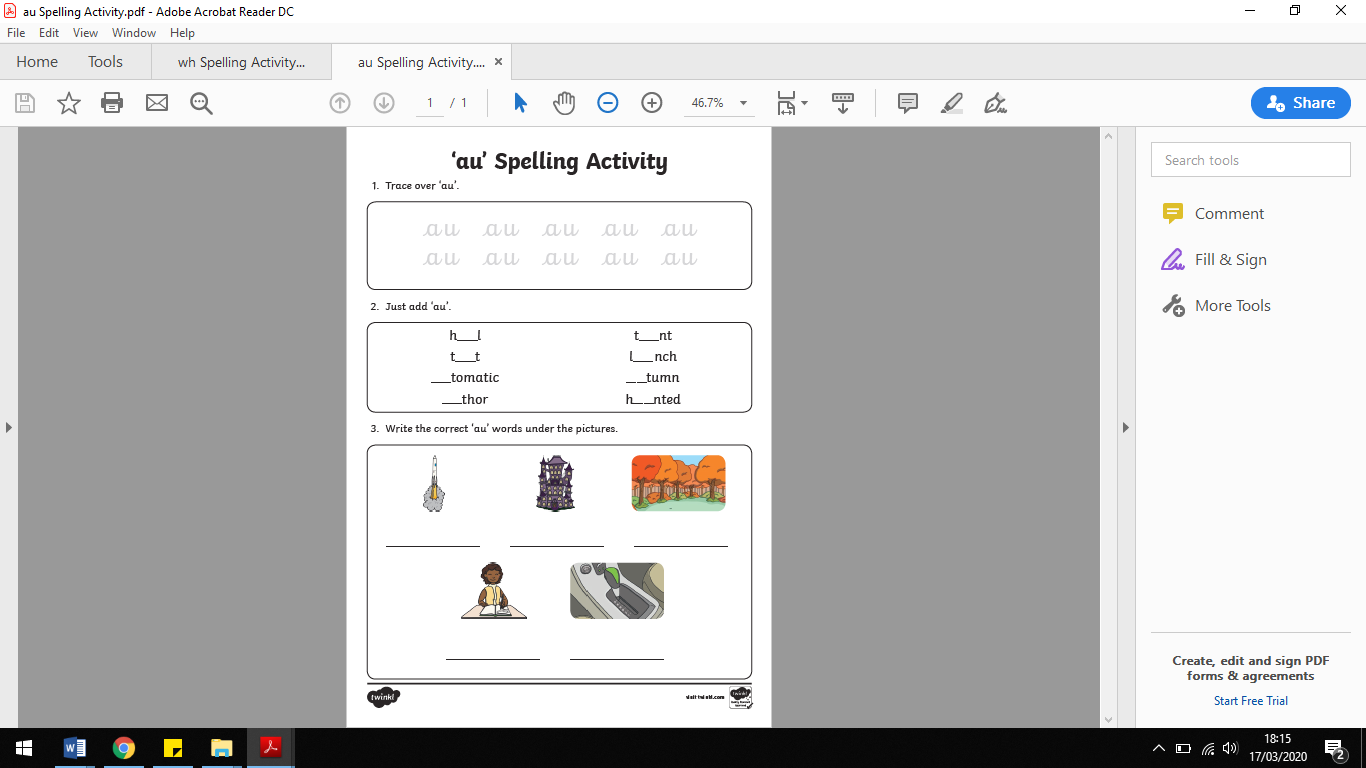 au Spelling Activity.pdf - Adobe Acrobat Reader DC
File Edit View Window Help
Home Tools wh Spelling Activity... au Spelling Activity.... ×
1 / 1 46.7% Share
‘au’ Spelling Activity
1. Trace over ‘au’.
au au au au au
au au au au au
2. Just add ‘au’.
h___l t___nt
t___t l___nch
___tomatic ___tumn
___thor h___nted
3. Write the correct ‘au’ words under the pictures.
twinkl visit twinkl.com twinkl
Search tools
Comment
Fill & Sign
More Tools
Create, edit and sign PDF
forms & agreements
Start Free Trial
18:15
17/03/2020
2